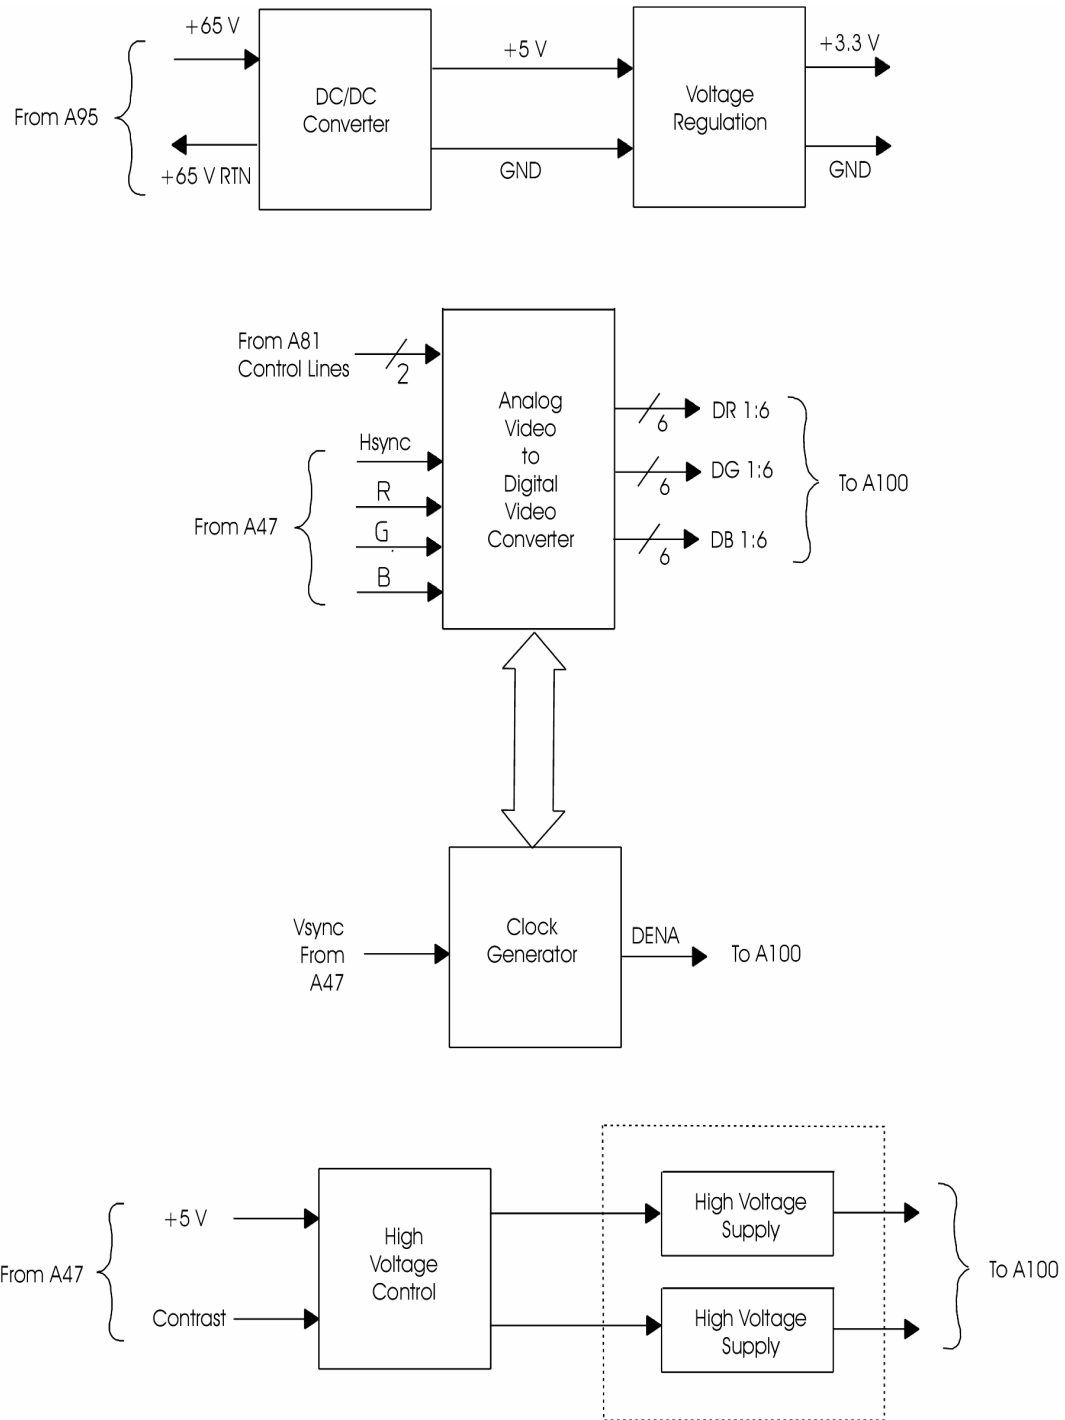 +65 V
From A95
+65 V RTN
DC/DC
Converter
+5 V
GND
Voltage
Regulation
+3.3 V
GND
From A81
Control Lines
2
Hsync
R
From A47
G
B
Analog
Video
to
Digital
Video
Converter
6
DR 1:6
6
DG 1:6
6
DB 1:6
To A100
Vsync
From
A47
Clock
Generator
DENA
To A100
+5 V
From A47
Contrast
High
Voltage
Control
High Voltage
Supply
High Voltage
Supply
To A100